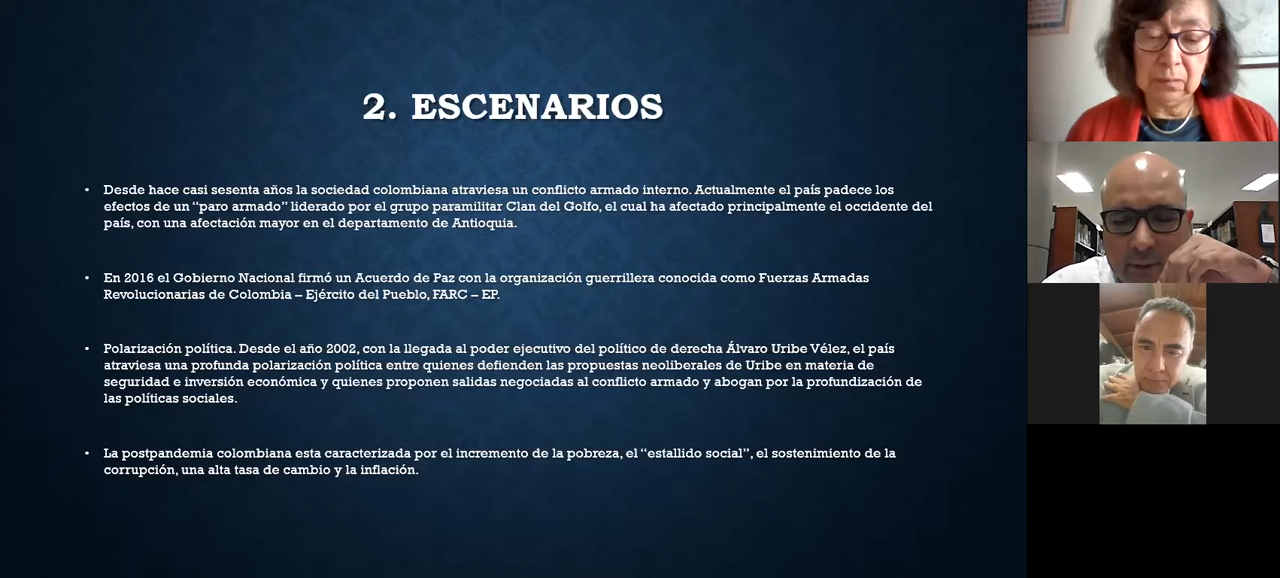 2. ESCENARIOS
• Desde hace casi sesenta años la sociedad colombiana atraviesa un conflicto armado interno. Actualmente el país padece los
efectos de un “paro armado” liderado por el grupo paramilitar Clan del Golfo, el cual ha afectado principalmente el occidente del
país, con una afectación mayor en el departamento de Antioquia.
• En 2016 el Gobierno Nacional firmó un Acuerdo de Paz con la organización guerrillera conocida como Fuerzas Armadas
Revolucionarias de Colombia – Ejército del Pueblo, FARC – EP.
• Polarización política. Desde el año 2002, con la llegada al poder ejecutivo del político de derecha Álvaro Uribe Vélez, el país
atraviesa una profunda polarización política entre quienes defienden las propuestas neoliberales de Uribe en materia de
seguridad e inversión económica y quienes proponen salidas negociadas al conflicto armado y abogan por la profundización de
las políticas sociales.
• La postpandemia colombiana esta caracterizada por el incremento de la pobreza, el “estallido social”, el sostenimiento de la
corrupción, una alta tasa de cambio y la inflación.